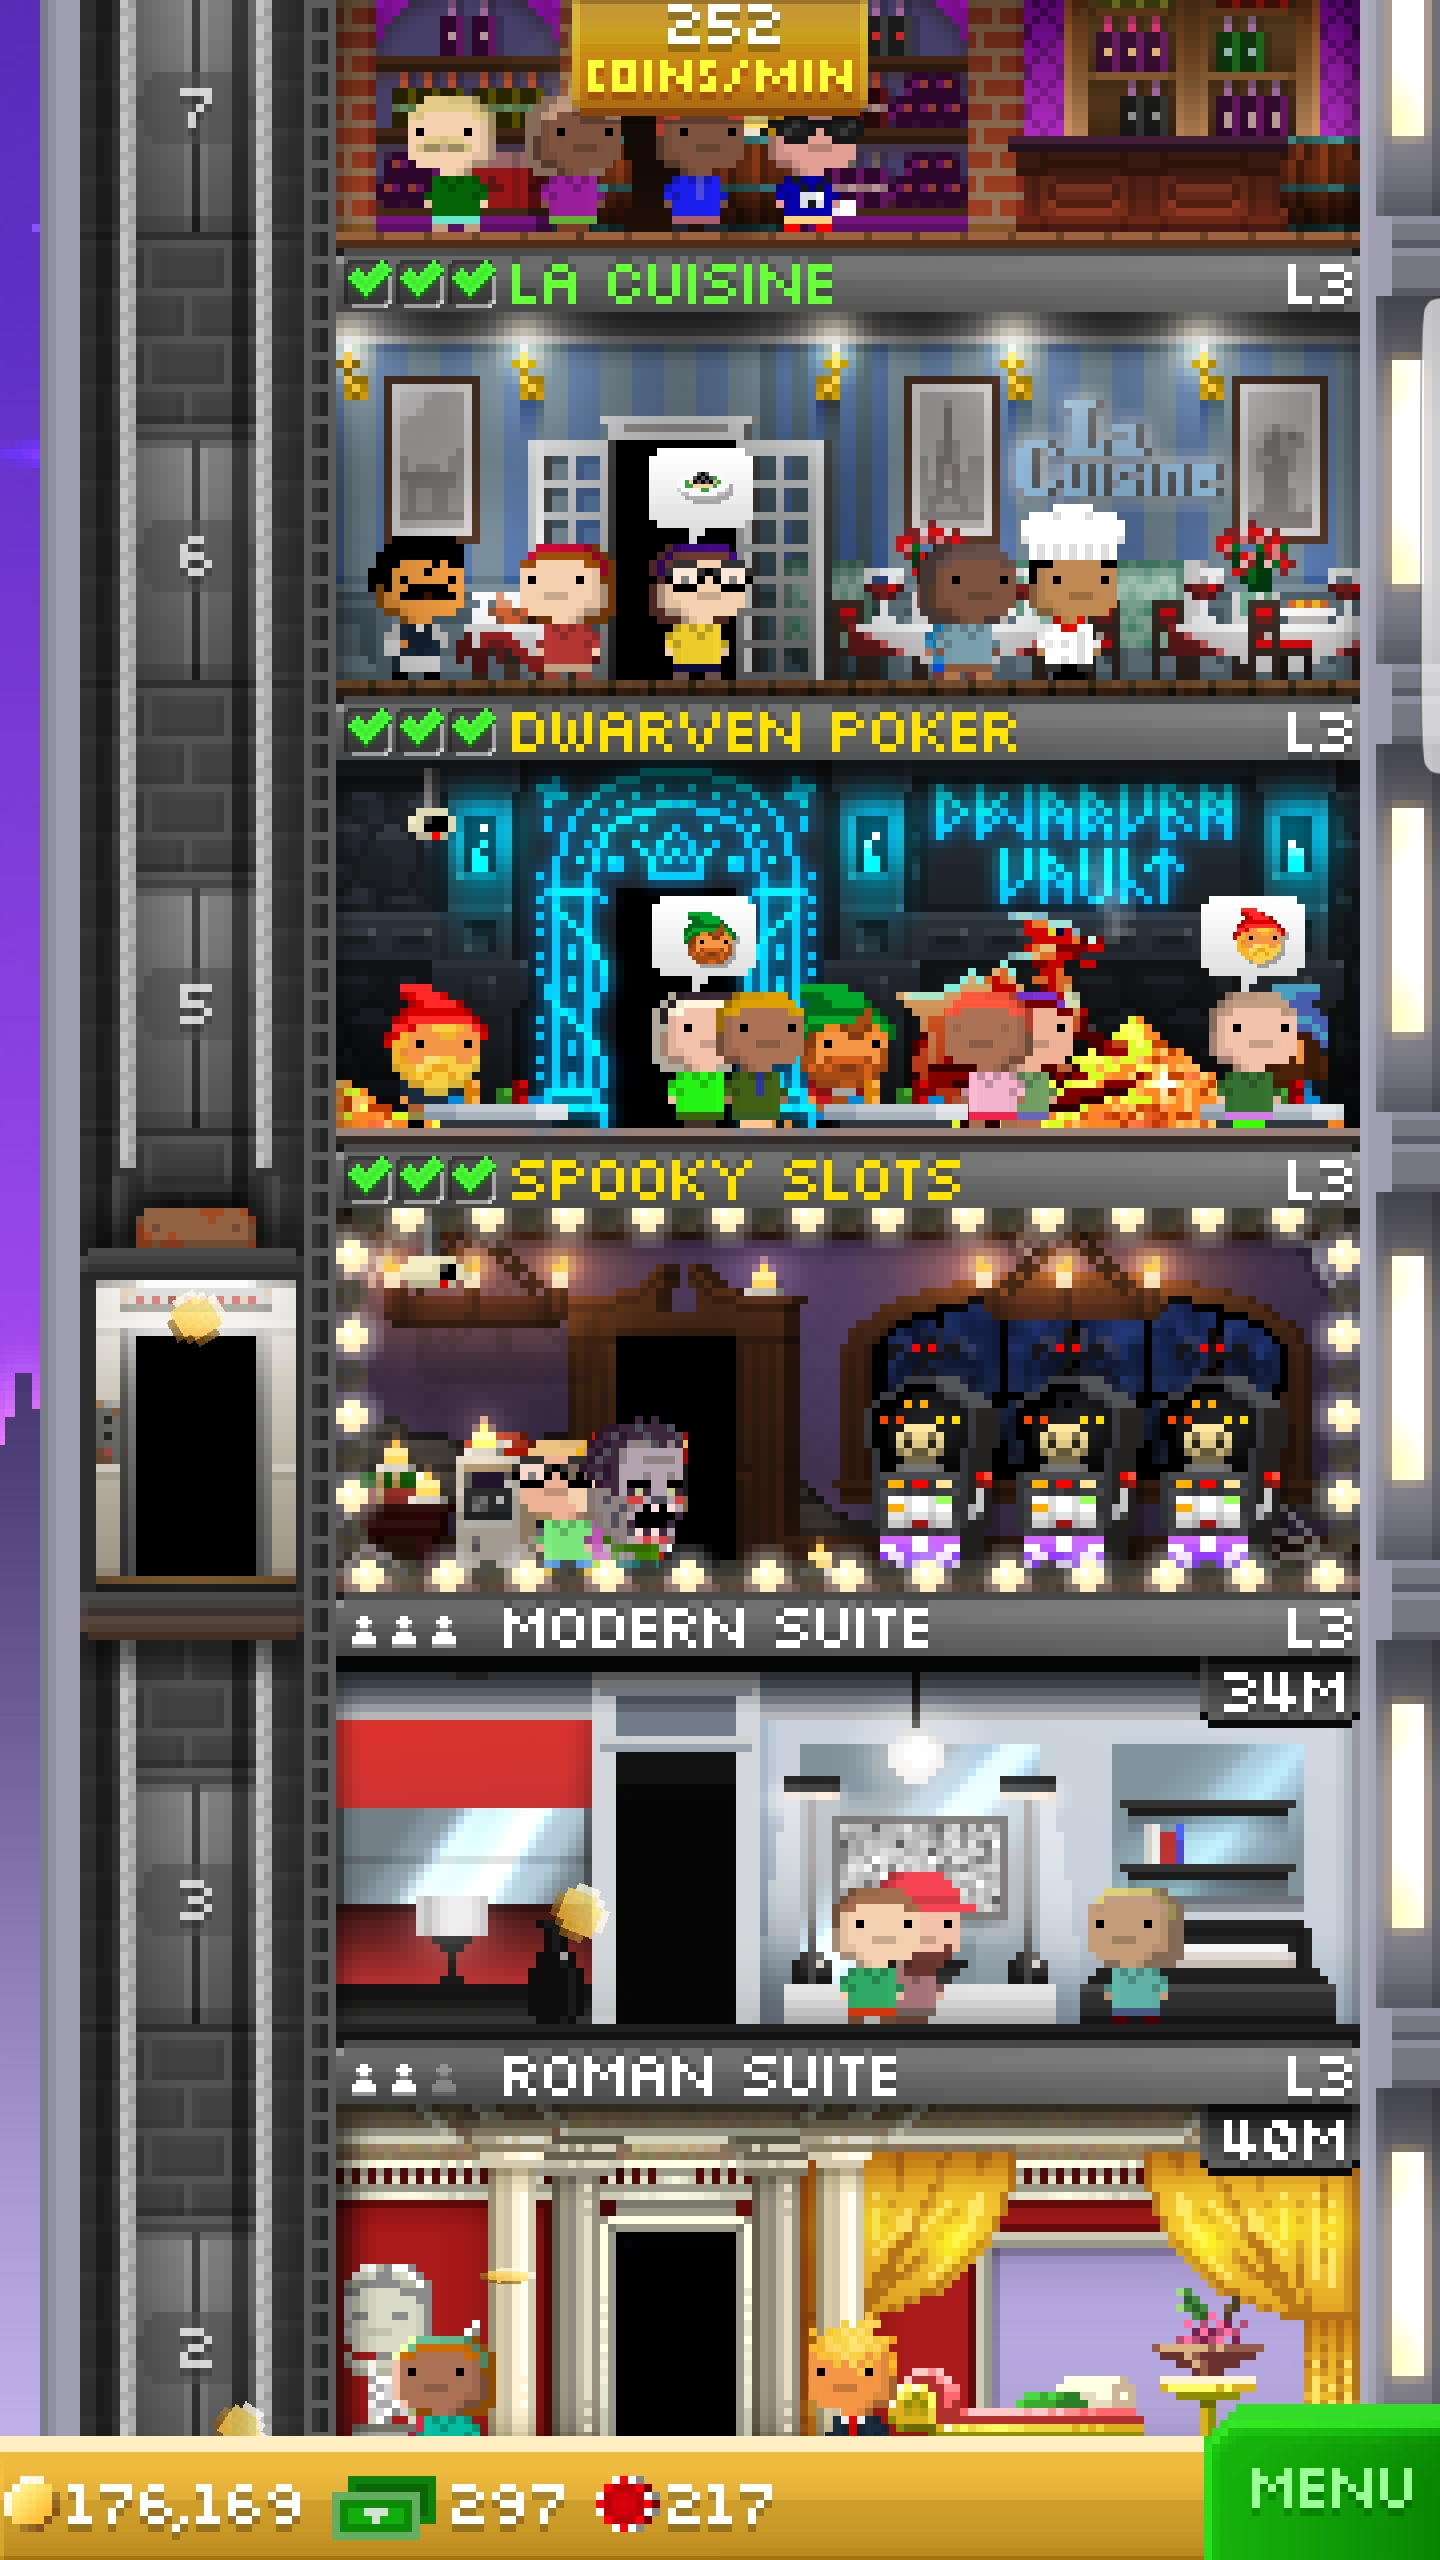 252
COINS/MIN
7
LA CUISINE L3
La
Cuisine
6
DWARVEN POKER L3
DWARVEN
VAULT
5
SPOOKY SLOTS L3
MODERN SUITE L3
34M
3
ROMAN SUITE L3
40M
2
176,169 297 217 MENU